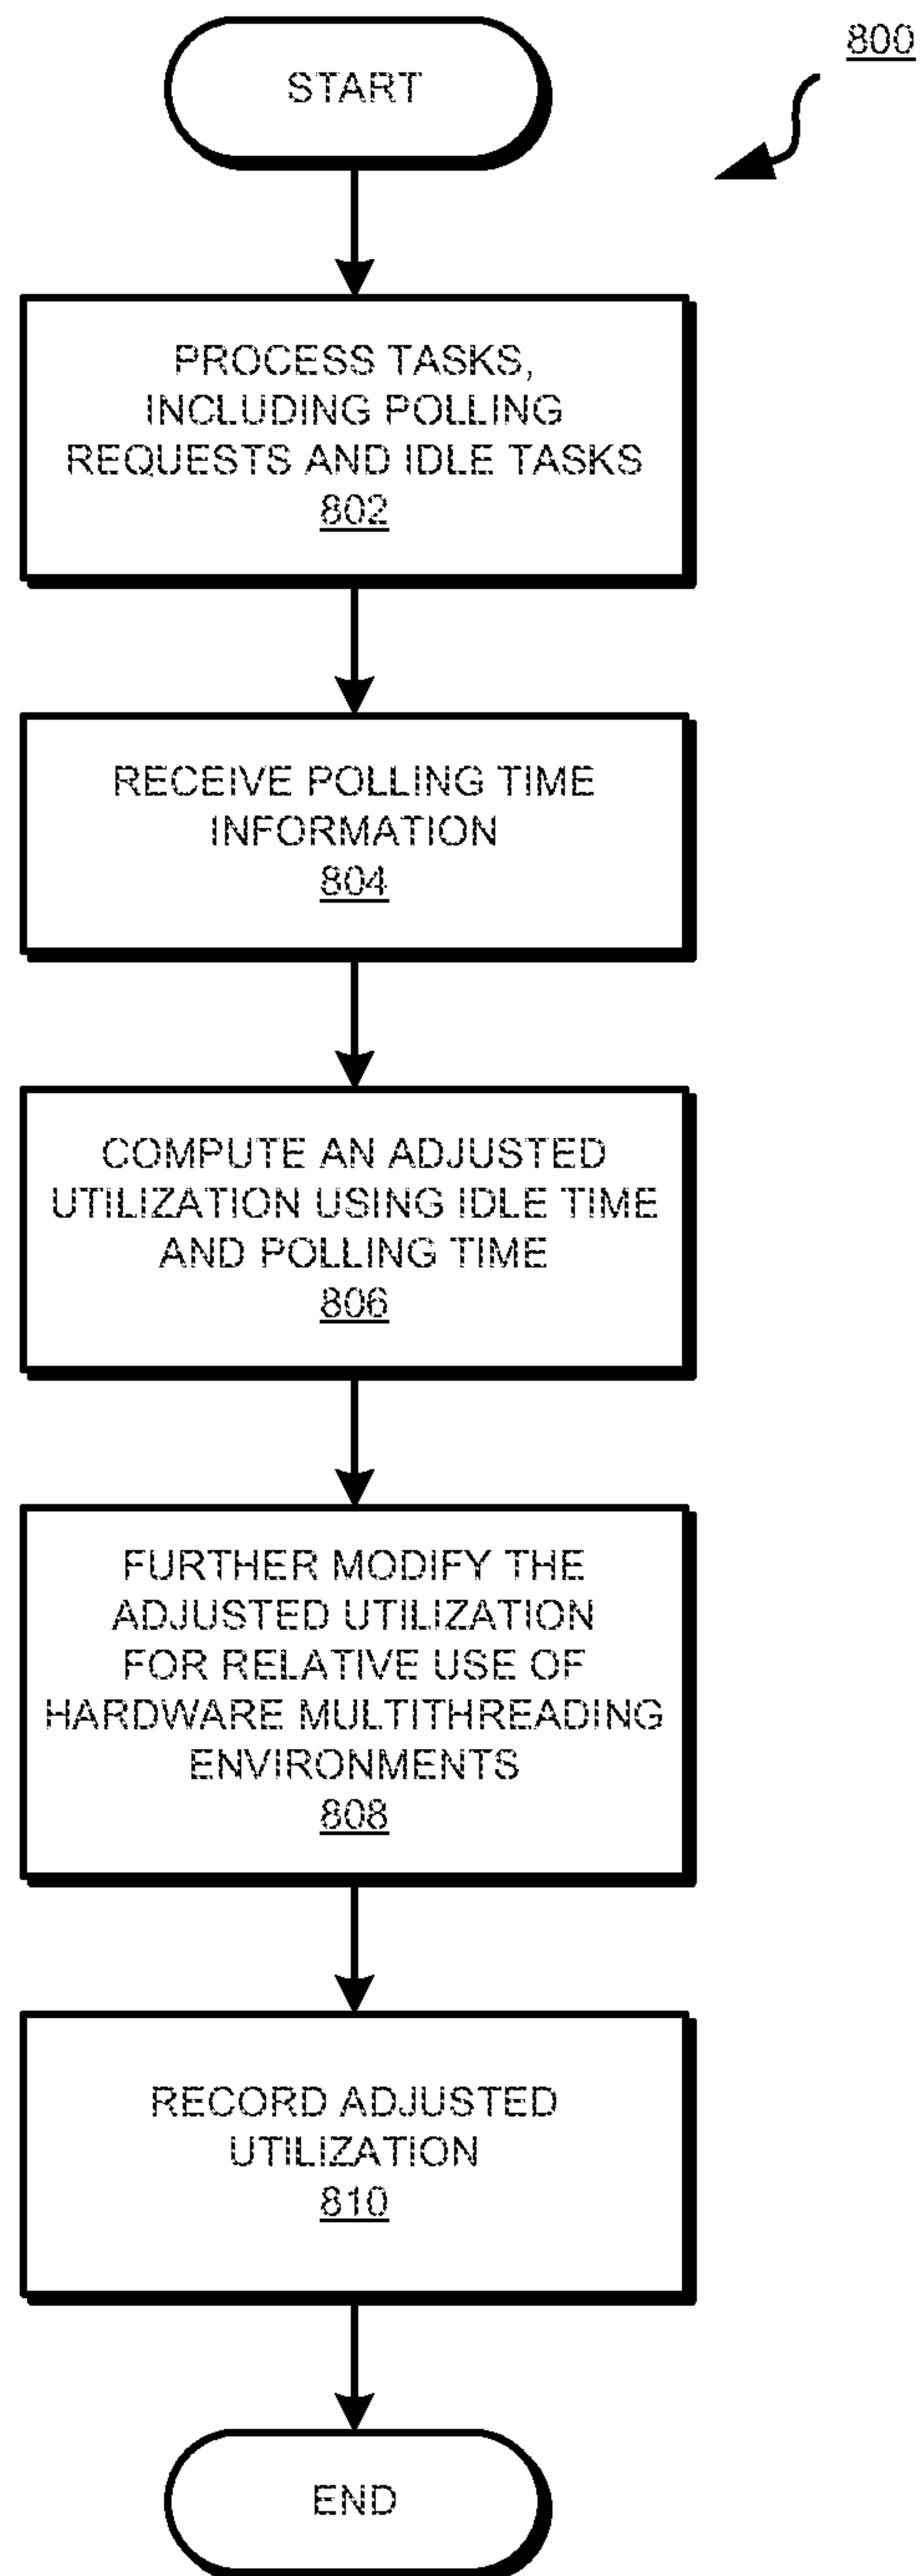 800
START
PROCESS TASKS,
INCLUDING POLLING
REQUESTS AND IDLE TASKS
802
RECEIVE POLLING TIME
INFORMATION
804
COMPUTE AN ADJUSTED
UTILIZATION USING IDLE TIME
AND POLLING TIME
806
FURTHER MODIFY THE
ADJUSTED UTILIZATION
FOR RELATIVE USE OF
HARDWARE MULTITHREADING
ENVIRONMENTS
808
RECORD ADJUSTED
UTILIZATION
810
END